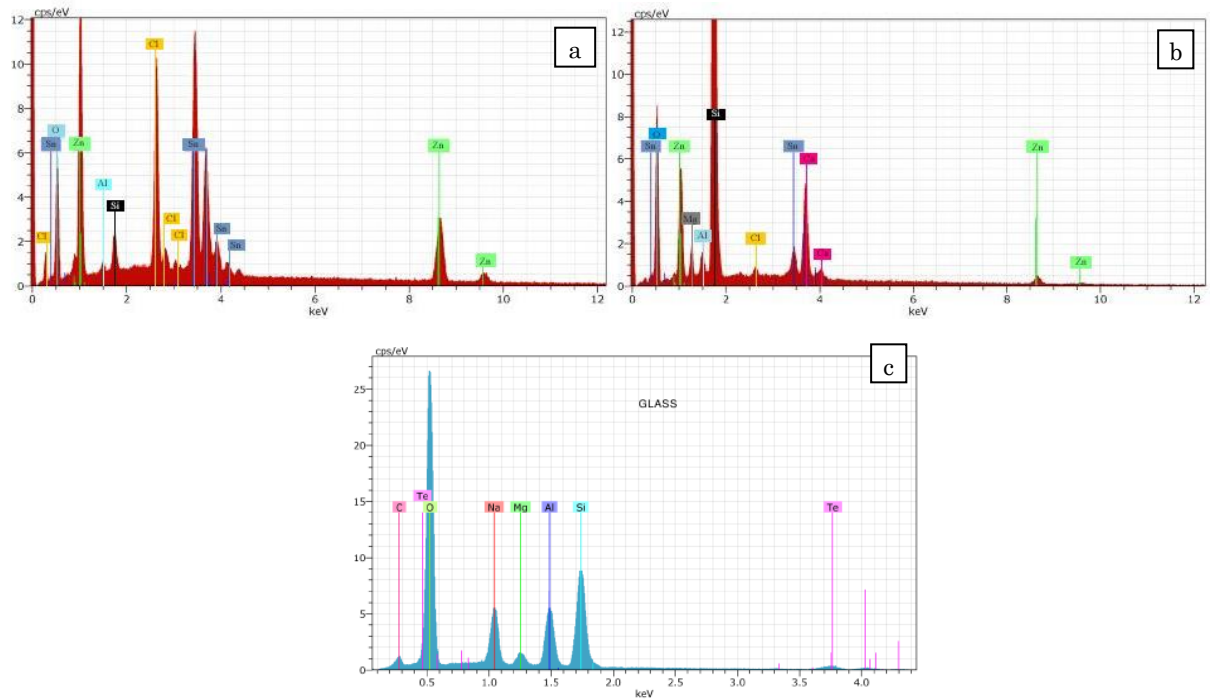 cps/eV
12
10
8
6
4
2
0
a
Cl
O
Sn
Zn
Sn
Zn
Al
Si
Cl
Cl
Cl
Sn
Sn
Zn
0 2 4 6 8 10 12
keV
cps/eV
12
10
8
6
4
2
0
b
Si
O
Sn
Zn
Sn
Zn
Ca
Mg
Al
Cl
Ca
Zn
0 2 4 6 8 10 12
keV
cps/eV
25
20
15
10
5
0
c
GLASS
Te
C O Na Mg Al Si Te
0.5 1.0 1.5 2.0 2.5 3.0 3.5 4.0
keV